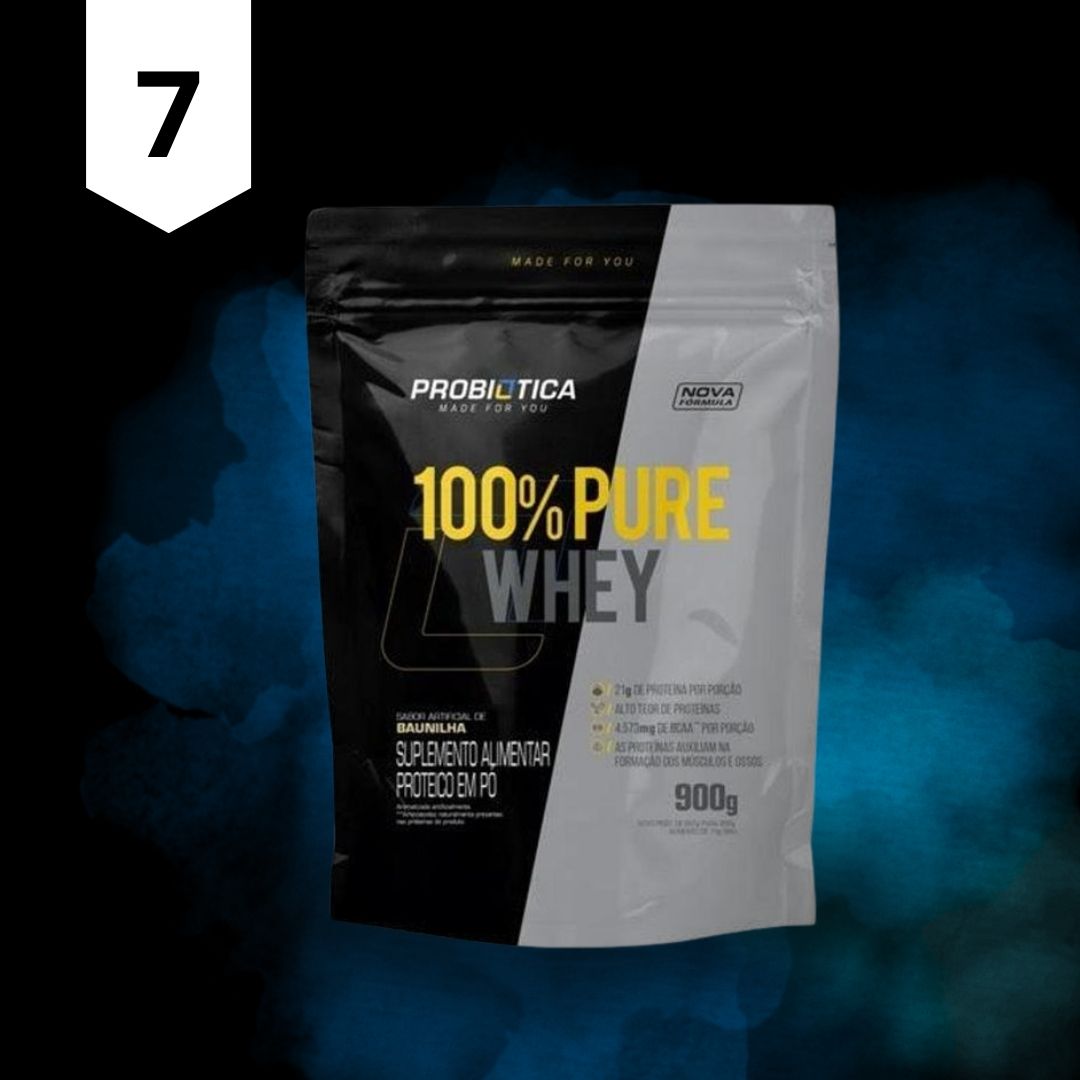 7
MADE FOR YOU
PROBIOTICA
MADE FOR YOU
NOVA
FÓRMULA
100% PURE
WHEY
21g DE PROTEÍNA POR PORÇÃO
ALTO TEOR DE PROTEÍNAS
4.573mg DE BCAA POR PORÇÃO
AS PROTEÍNAS AUXILIAM NA
FORMAÇÃO DOS MÚSCULOS E OSSOS
SABOR ARTIFICIAL DE
BAUNILHA
SUPLEMENTO ALIMENTAR
PROTEICO EM PÓ
Aromatizado artificialmente
900g